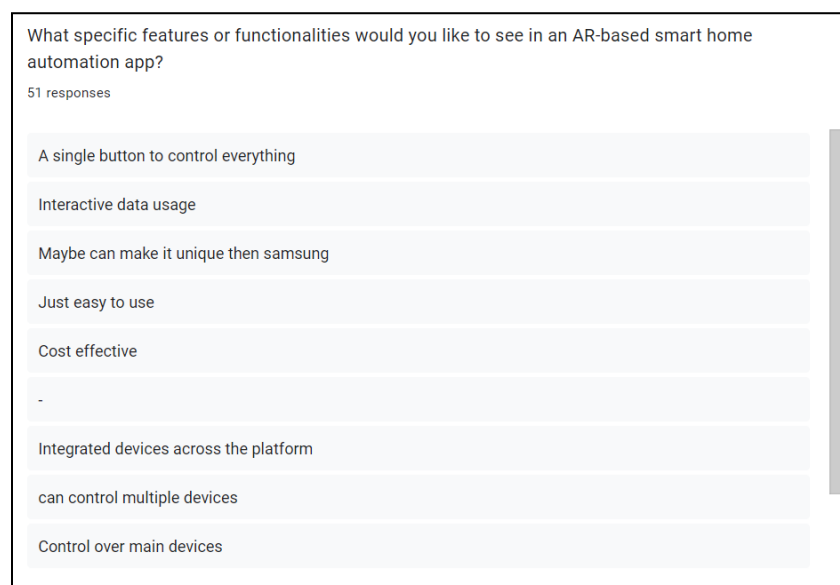 What specific features or functionalities would you like to see in an AR-based smart home
automation app?
51 responses
A single button to control everything
Interactive data usage
Maybe can make it unique then samsung
Just easy to use
Cost effective
-
Integrated devices across the platform
can control multiple devices
Control over main devices